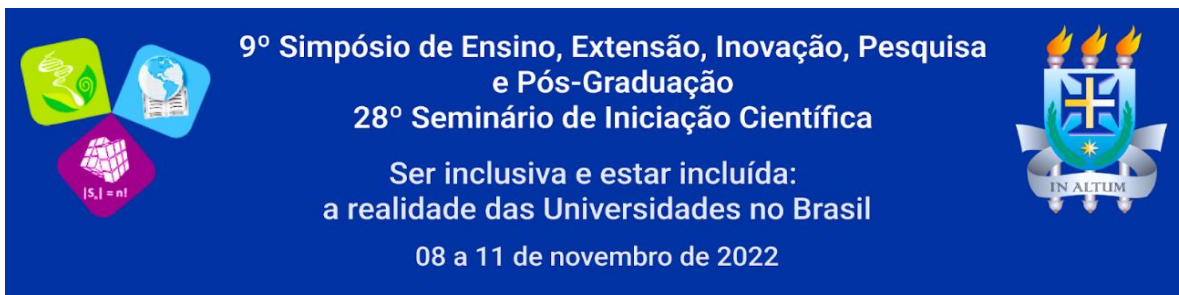 9º Simpósio de Ensino, Extensão, Inovação, Pesquisa
e Pós-Graduação
28º Seminário de Iniciação Científica
Ser inclusiva e estar incluída:
a realidade das Universidades no Brasil
08 a 11 de novembro de 2022
|Sₙ| = n!
IN ALTUM